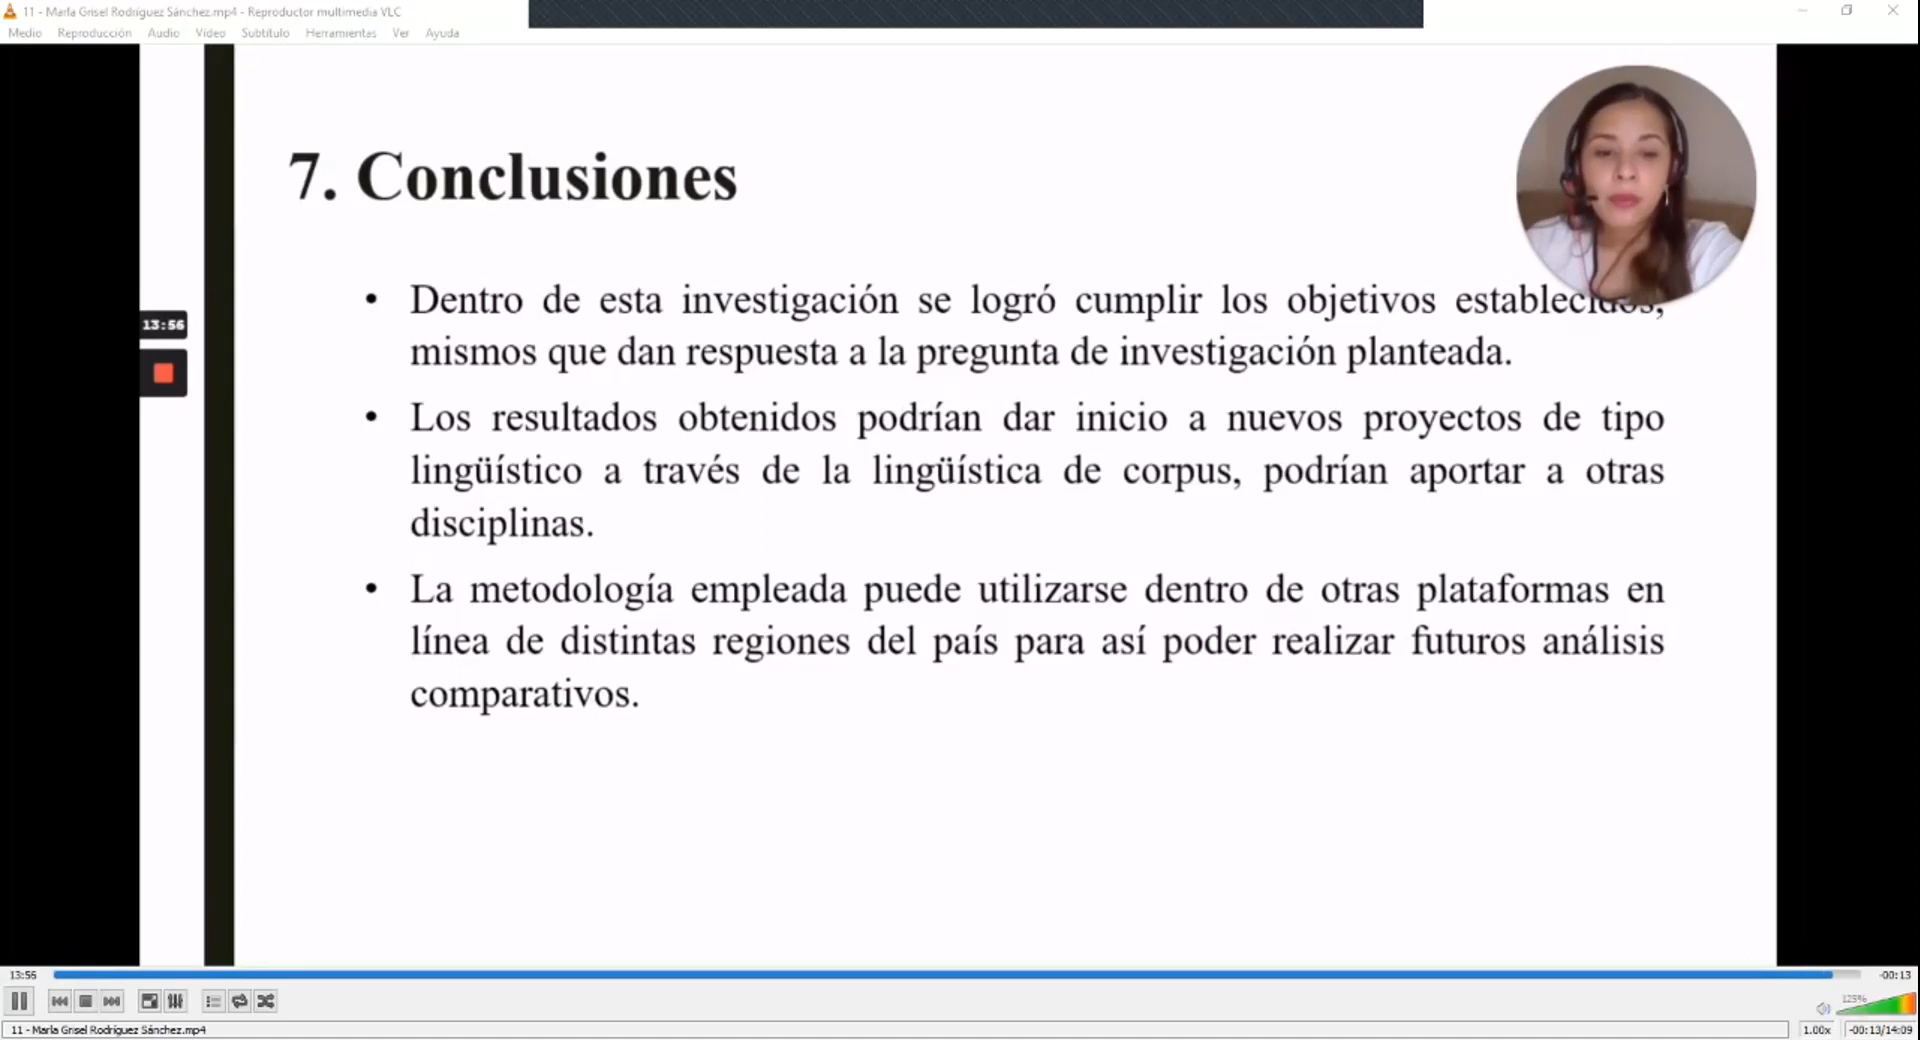 11 - Marla Grisel Rodríguez Sánchez.mp4 - Reproductor multimedia VLC
Medio Reproducción Audio Vídeo Subtítulo Herramientas Ver Ayuda
7. Conclusiones
• Dentro de esta investigación se logró cumplir los objetivos establecidos,
mismos que dan respuesta a la pregunta de investigación planteada.
• Los resultados obtenidos podrían dar inicio a nuevos proyectos de tipo
lingüístico a través de la lingüística de corpus, podrían aportar a otras
disciplinas.
• La metodología empleada puede utilizarse dentro de otras plataformas en
línea de distintas regiones del país para así poder realizar futuros análisis
comparativos.
13:56
13:56
-00:13
125%
11 - Marla Grisel Rodríguez Sánchez.mp4
1.00x
-00:13/14:09